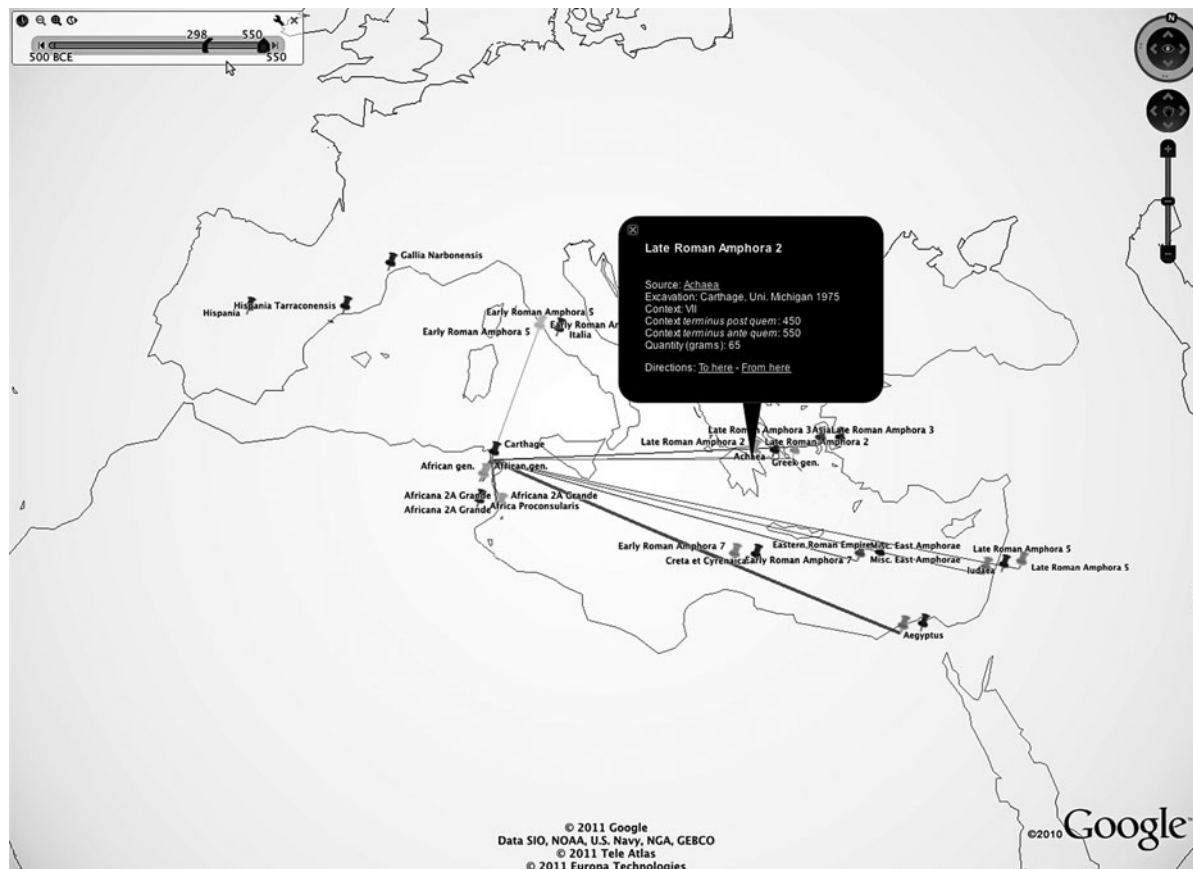 298
550
500 BCE
550
N
Gallia Narbonensis
Hispania Tarraconensis
Hispania
Early Roman Amphora 5
Early Roman Amphora 5
Early Roman Am
Italia
Late Roman Amphora 2
Source: Achaea
Excavation: Carthage, Uni. Michigan 1975
Context: VII
Context terminus post quem: 450
Context terminus ante quem: 550
Quantity (grams): 65
Directions: To here - From here
Late Roman Amphora 3
Asia
Late Roman Amphora 3
Late Roman Amphora 2
Late Roman Amphora 2
Achaea
Greek gen.
Carthage
African gen.
African gen.
Africana 2A Grande
Africana 2A Grande
Africana 2A Grande
Africa Proconsularis
Early Roman Amphora 7
Eastern Roman Empire
Misc. East Amphorae
Late Roman Amphora 5
Creta et Cyrenaica
Early Roman Amphora 7
Misc. East Amphorae
Iudaea
Late Roman Amphora 5
Aegyptus
© 2011 Google
Data SIO, NOAA, U.S. Navy, NGA, GEBCO
© 2011 Tele Atlas
© 2011 Europa Technologies
©2010 Google